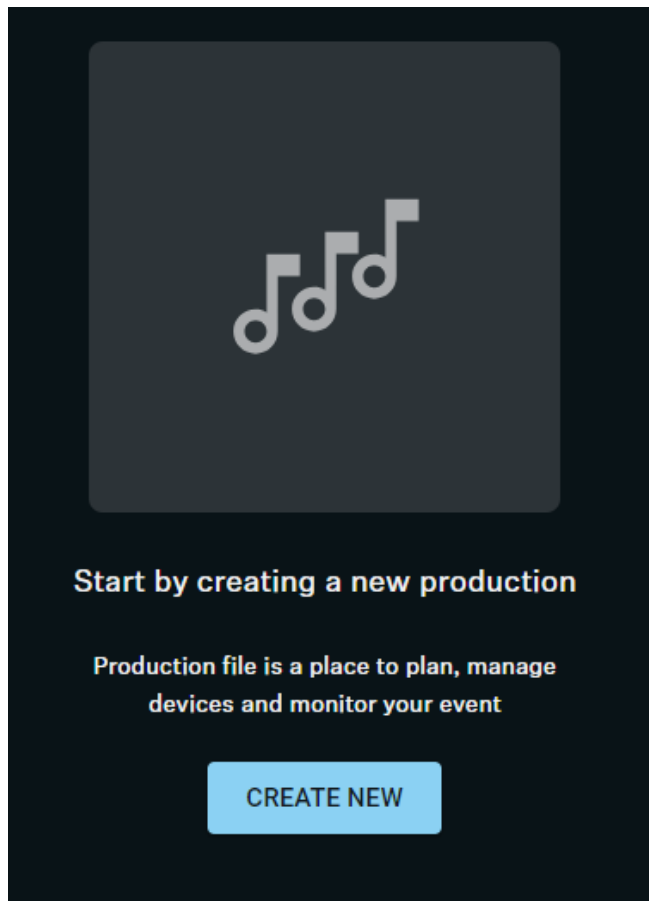 Start by creating a new production
Production file is a place to plan, manage
devices and monitor your event
CREATE NEW